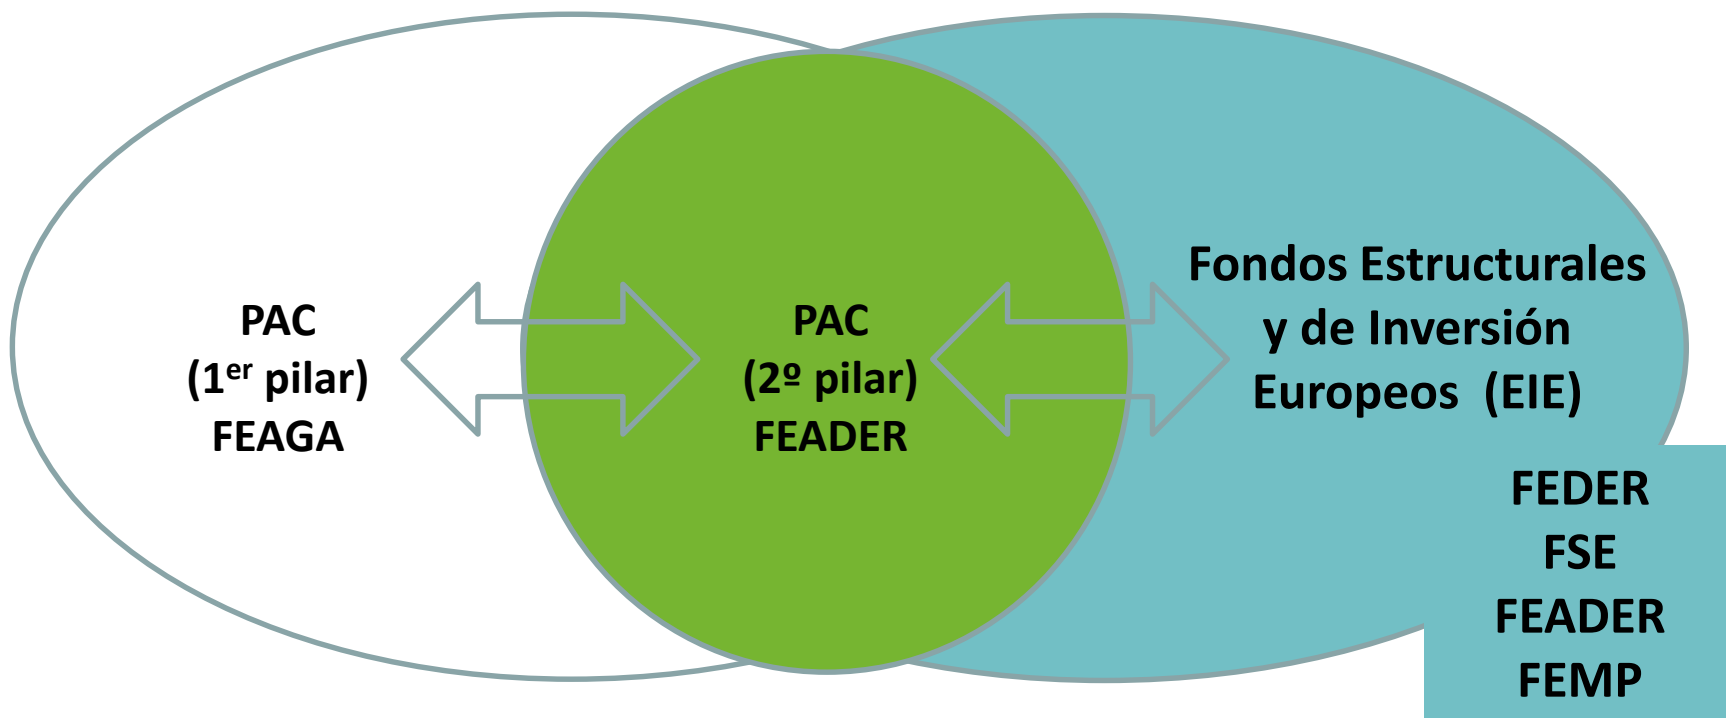 PAC
(1er pilar)
FEAGA
PAC
(2º pilar)
FEADER
Fondos Estructurales
y de Inversión
Europeos (EIE)
FEDER
FSE
FEADER
FEMP